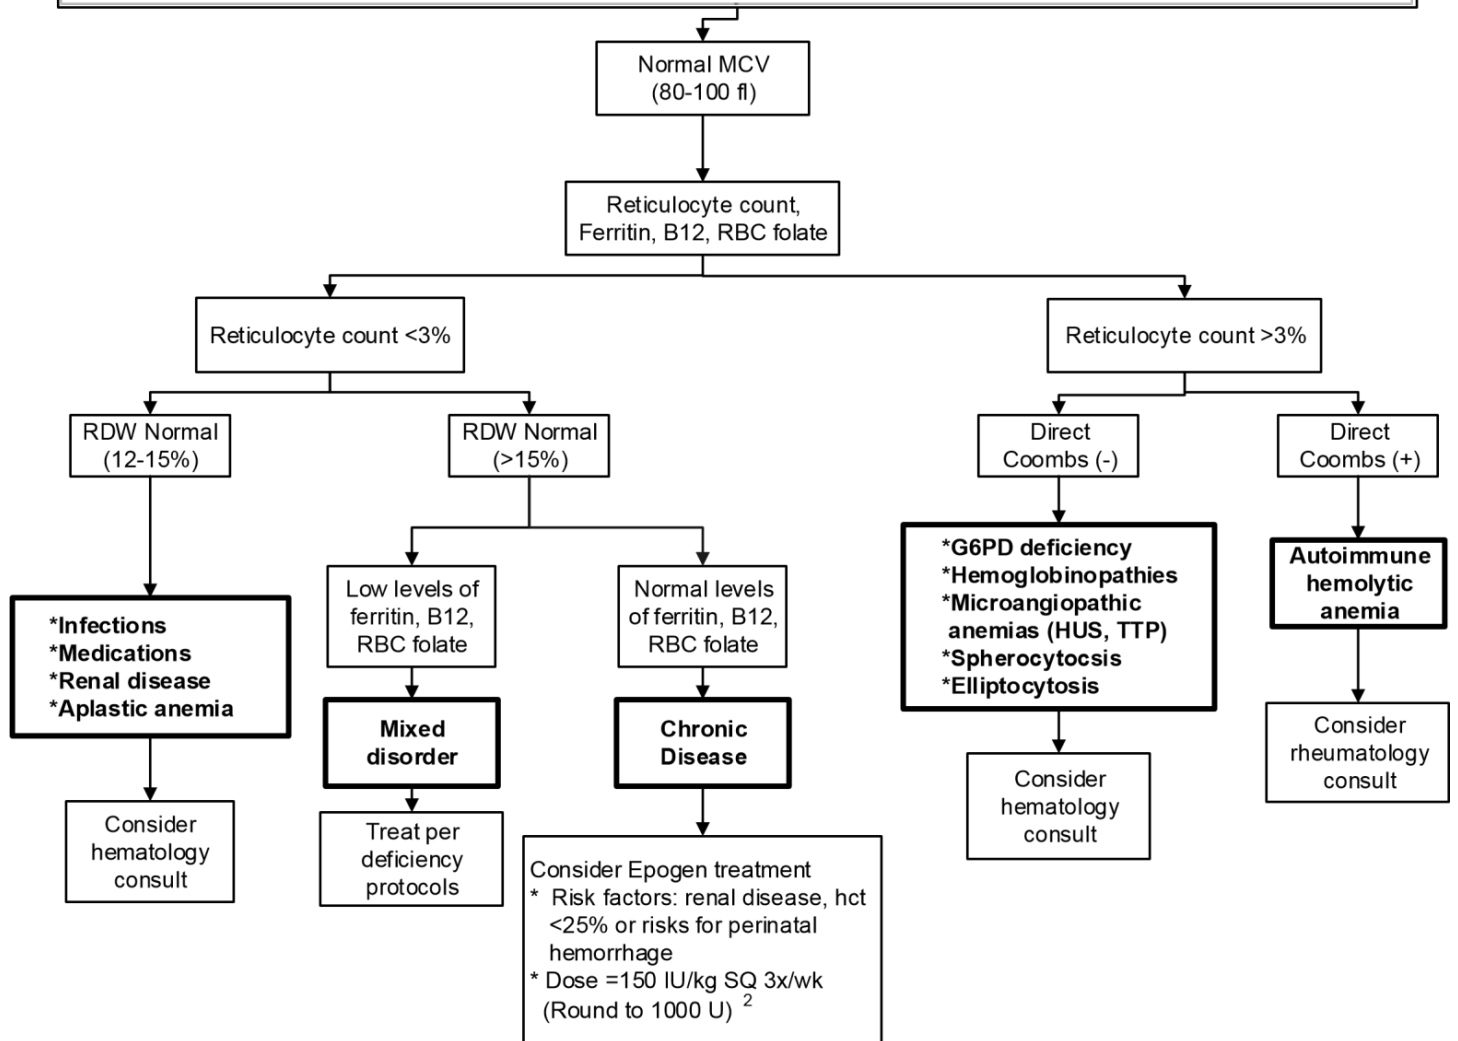 Normal MCV
(80-100 fl)
Reticulocyte count,
Ferritin, B12, RBC folate
Reticulocyte count <3%
Reticulocyte count >3%
RDW Normal
(12-15%)
RDW Normal
(>15%)
Direct
Coombs (-)
Direct
Coombs (+)
*Infections
*Medications
*Renal disease
*Aplastic anemia
Low levels of
ferritin, B12,
RBC folate
Normal levels
of ferritin, B12,
RBC folate
*G6PD deficiency
*Hemoglobinopathies
*Microangiopathic
anemias (HUS, TTP)
*Spherocytocsis
*Elliptocytosis
Autoimmune
hemolytic
anemia
Mixed
disorder
Chronic
Disease
Consider
hematology
consult
Consider
rheumatology
consult
Consider
hematology
consult
Treat per
deficiency
protocols
Consider Epogen treatment
* Risk factors: renal disease, hct
<25% or risks for perinatal
hemorrhage
* Dose =150 IU/kg SQ 3x/wk
(Round to 1000 U) 2